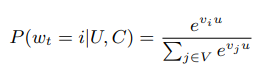 P(w_t = i|U, C) = \frac{e^{v_i u}}{\sum_{j \in V} e^{v_j u}}